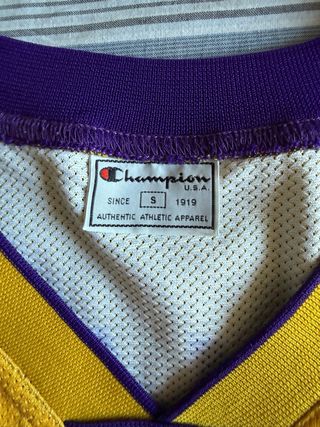 Champion
U.S.A.
SINCE S 1919
AUTHENTIC ATHLETIC APPAREL